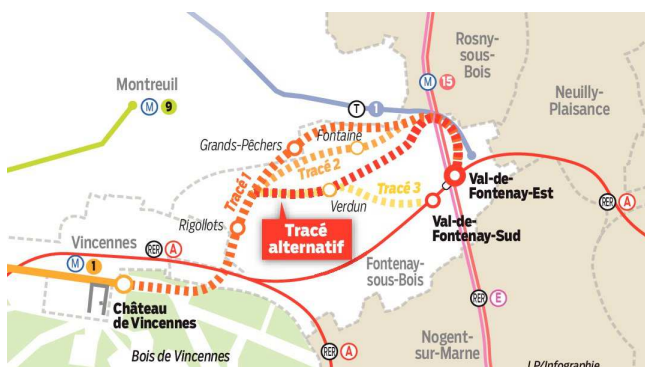 Rosny-
sous-
Bois
Montreuil
M 9
M 15
Neuilly-
Plaisance
T 1
Grands-Pêchers
Fontaine
Tracé 1
Tracé 2
Tracé 3
Val-de-
Fontenay-Est
Verdun
RER A
Rigollots
Tracé
alternatif
Val-de-
Fontenay-Sud
Vincennes
RER A
M 1
Fontenay-
sous-Bois
Château
de Vincennes
RER E
Nogent-
sur-Marne
Bois de Vincennes
RER A
LP/Infographie